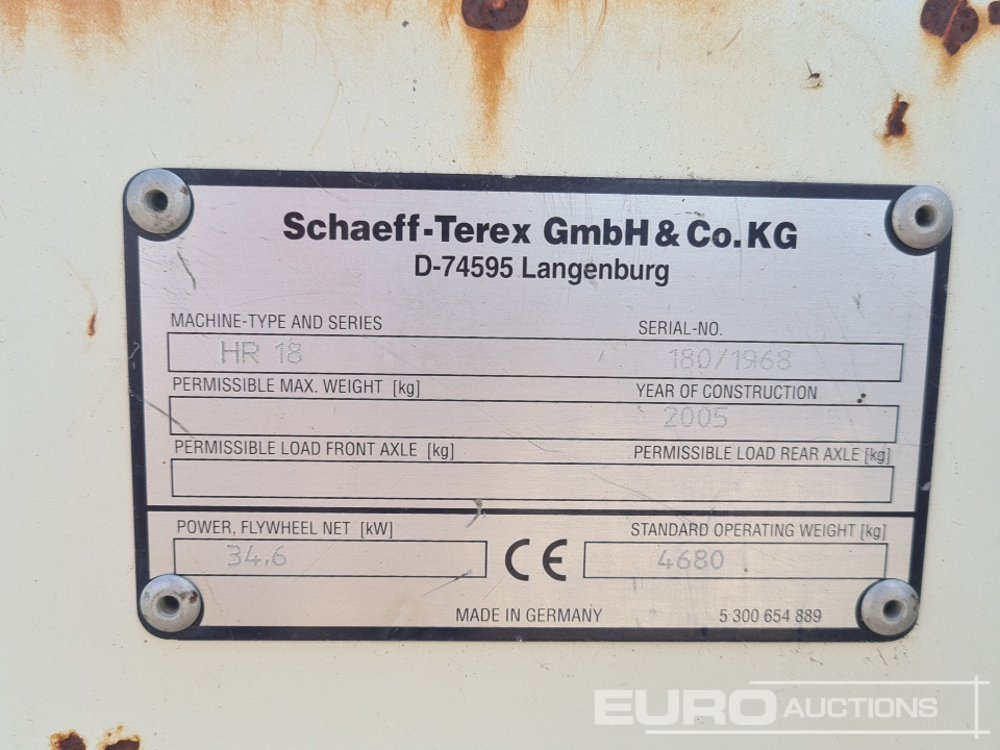 Schaeff-Terex GmbH & Co. KG
D-74595 Langenburg
MACHINE-TYPE AND SERIES SERIAL-NO.
HR 18 180/1968
PERMISSIBLE MAX. WEIGHT [kg] YEAR OF CONSTRUCTION
2005
PERMISSIBLE LOAD FRONT AXLE [kg] PERMISSIBLE LOAD REAR AXLE [kg]
POWER, FLYWHEEL NET [kW] STANDARD OPERATING WEIGHT [kg]
34,6 CE 4680
MADE IN GERMANY 5 300 654 889
EURO AUCTIONS